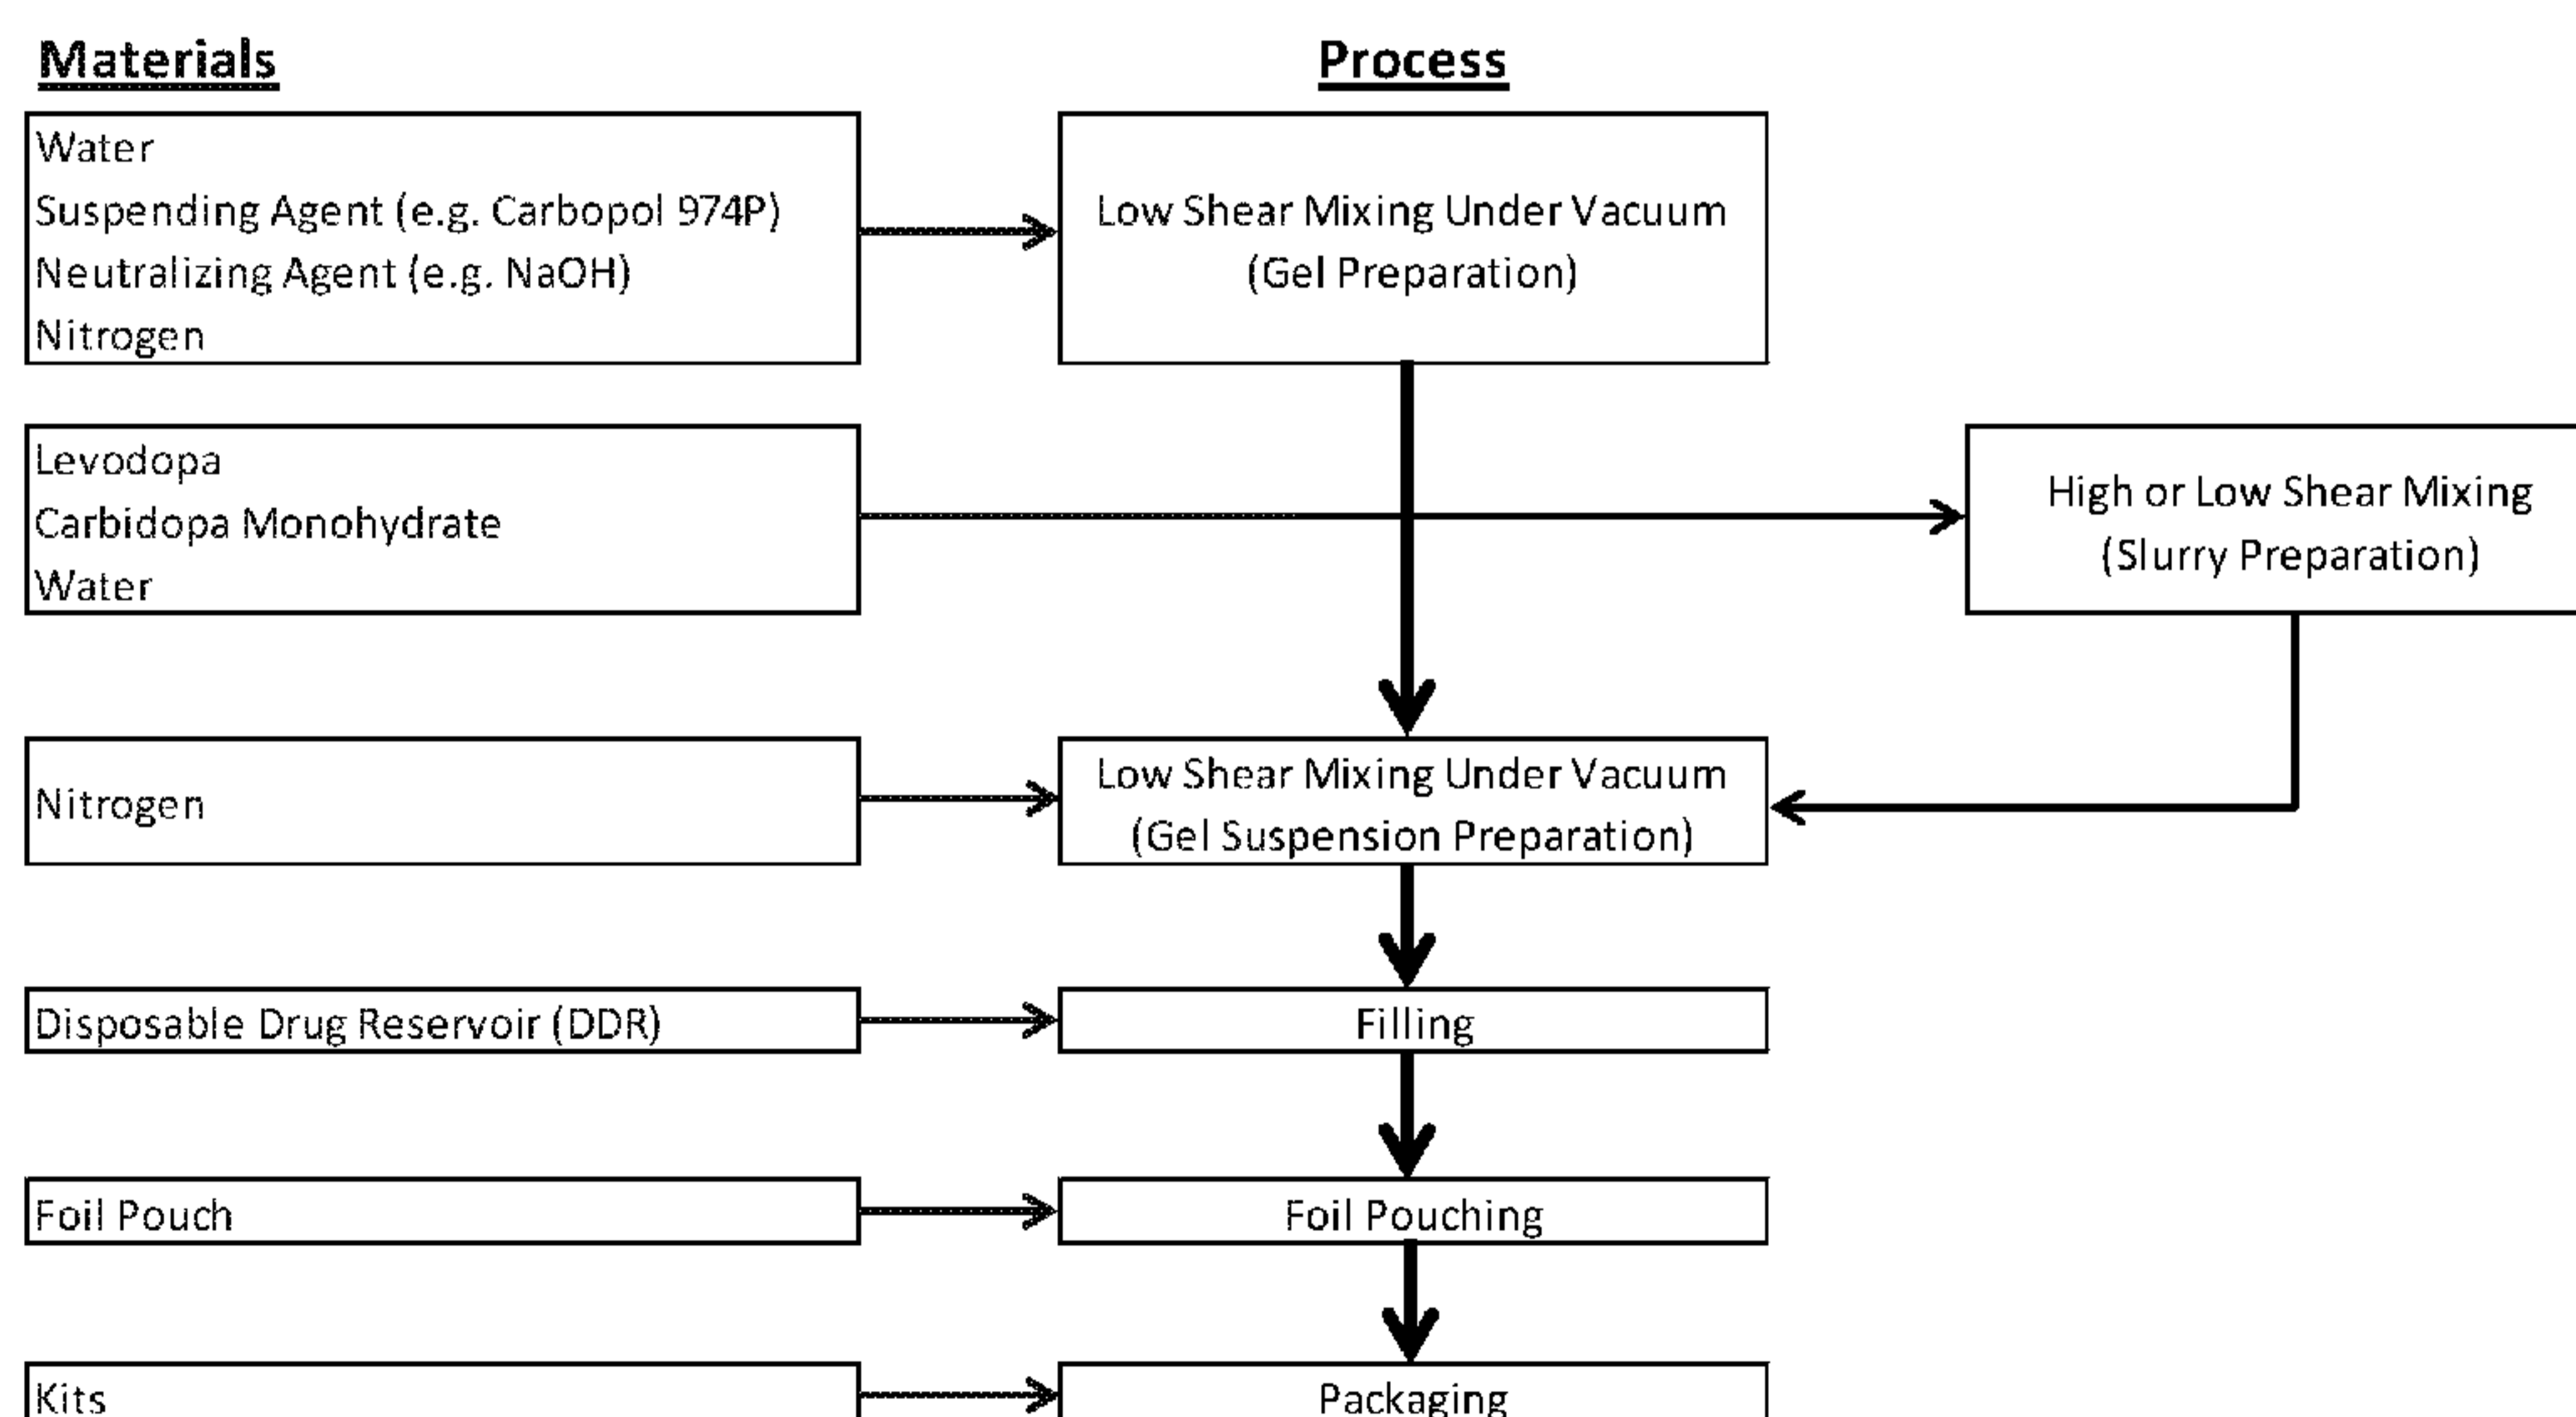 Materials
Process
Water
Suspending Agent (e.g. Carbopol 974P)
Neutralizing Agent (e.g. NaOH)
Nitrogen
Low Shear Mixing Under Vacuum
(Gel Preparation)
Levodopa
Carbidopa Monohydrate
Water
High or Low Shear Mixing
(Slurry Preparation)
Nitrogen
Low Shear Mixing Under Vacuum
(Gel Suspension Preparation)
Disposable Drug Reservoir (DDR)
Filling
Foil Pouch
Foil Pouching
Kits
Packaging